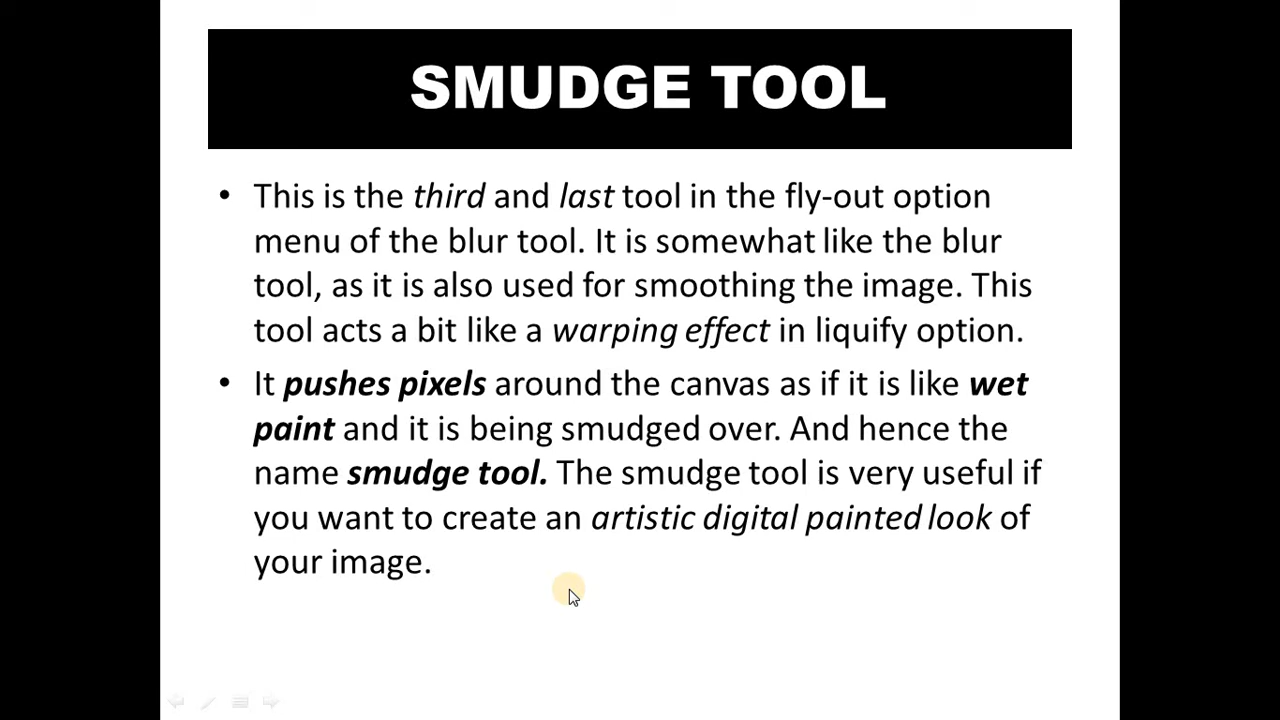 SMUDGE TOOL
• This is the third and last tool in the fly-out option
menu of the blur tool. It is somewhat like the blur
tool, as it is also used for smoothing the image. This
tool acts a bit like a warping effect in liquify option.
• It pushes pixels around the canvas as if it is like wet
paint and it is being smudged over. And hence the
name smudge tool. The smudge tool is very useful if
you want to create an artistic digital painted look of
your image.